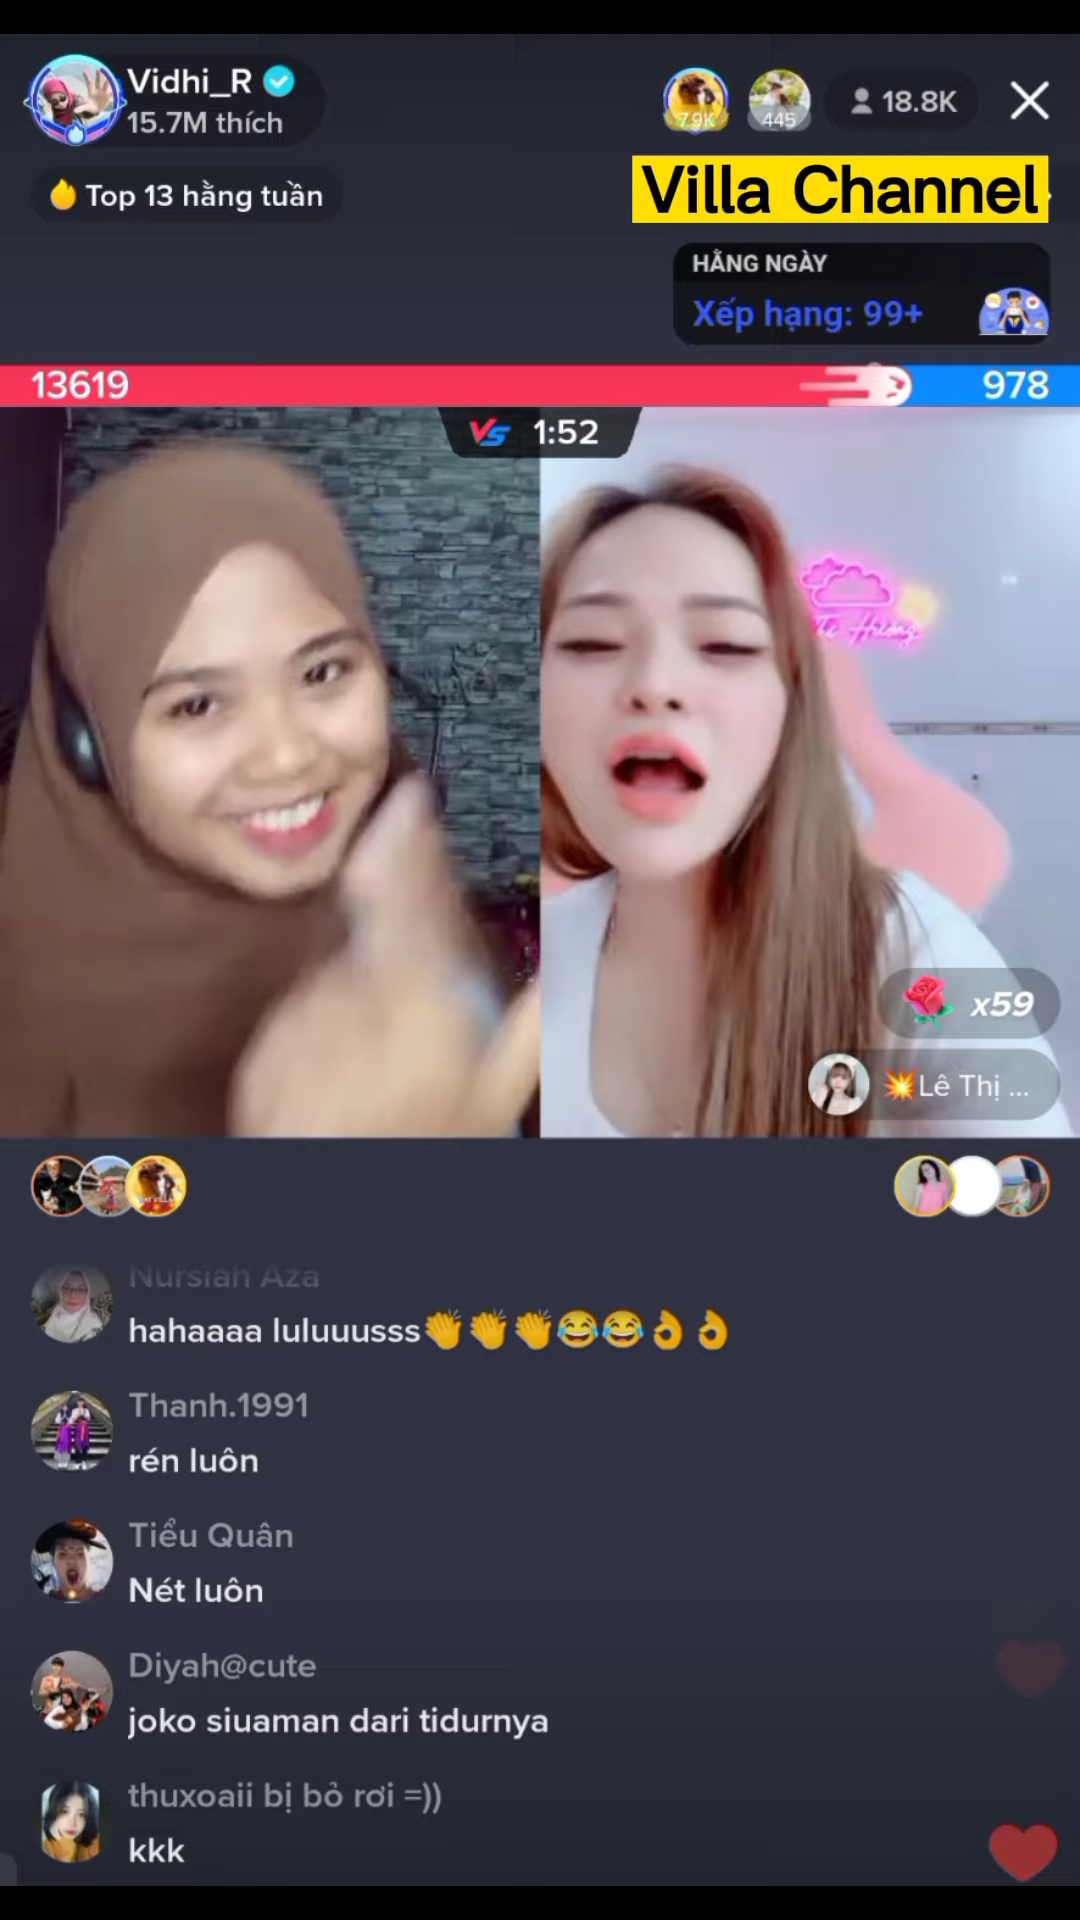 Vidhi_R
15.7M thích
7.9K
445
18.8K
Top 13 hằng tuần
Villa Channel
HẰNG NGÀY
Xếp hạng: 99+
13619
978
VS 1:52
Hương
x59
💥Lê Thị ...
Nursiah Aza
hahaaaa luluuusss👏👏👏😂😂👌👌
Thanh.1991
rén luôn
Tiểu Quân
Nét luôn
Diyah@cute
joko siuaman dari tidurnya
thuxoaii bị bỏ rơi =))
kkk